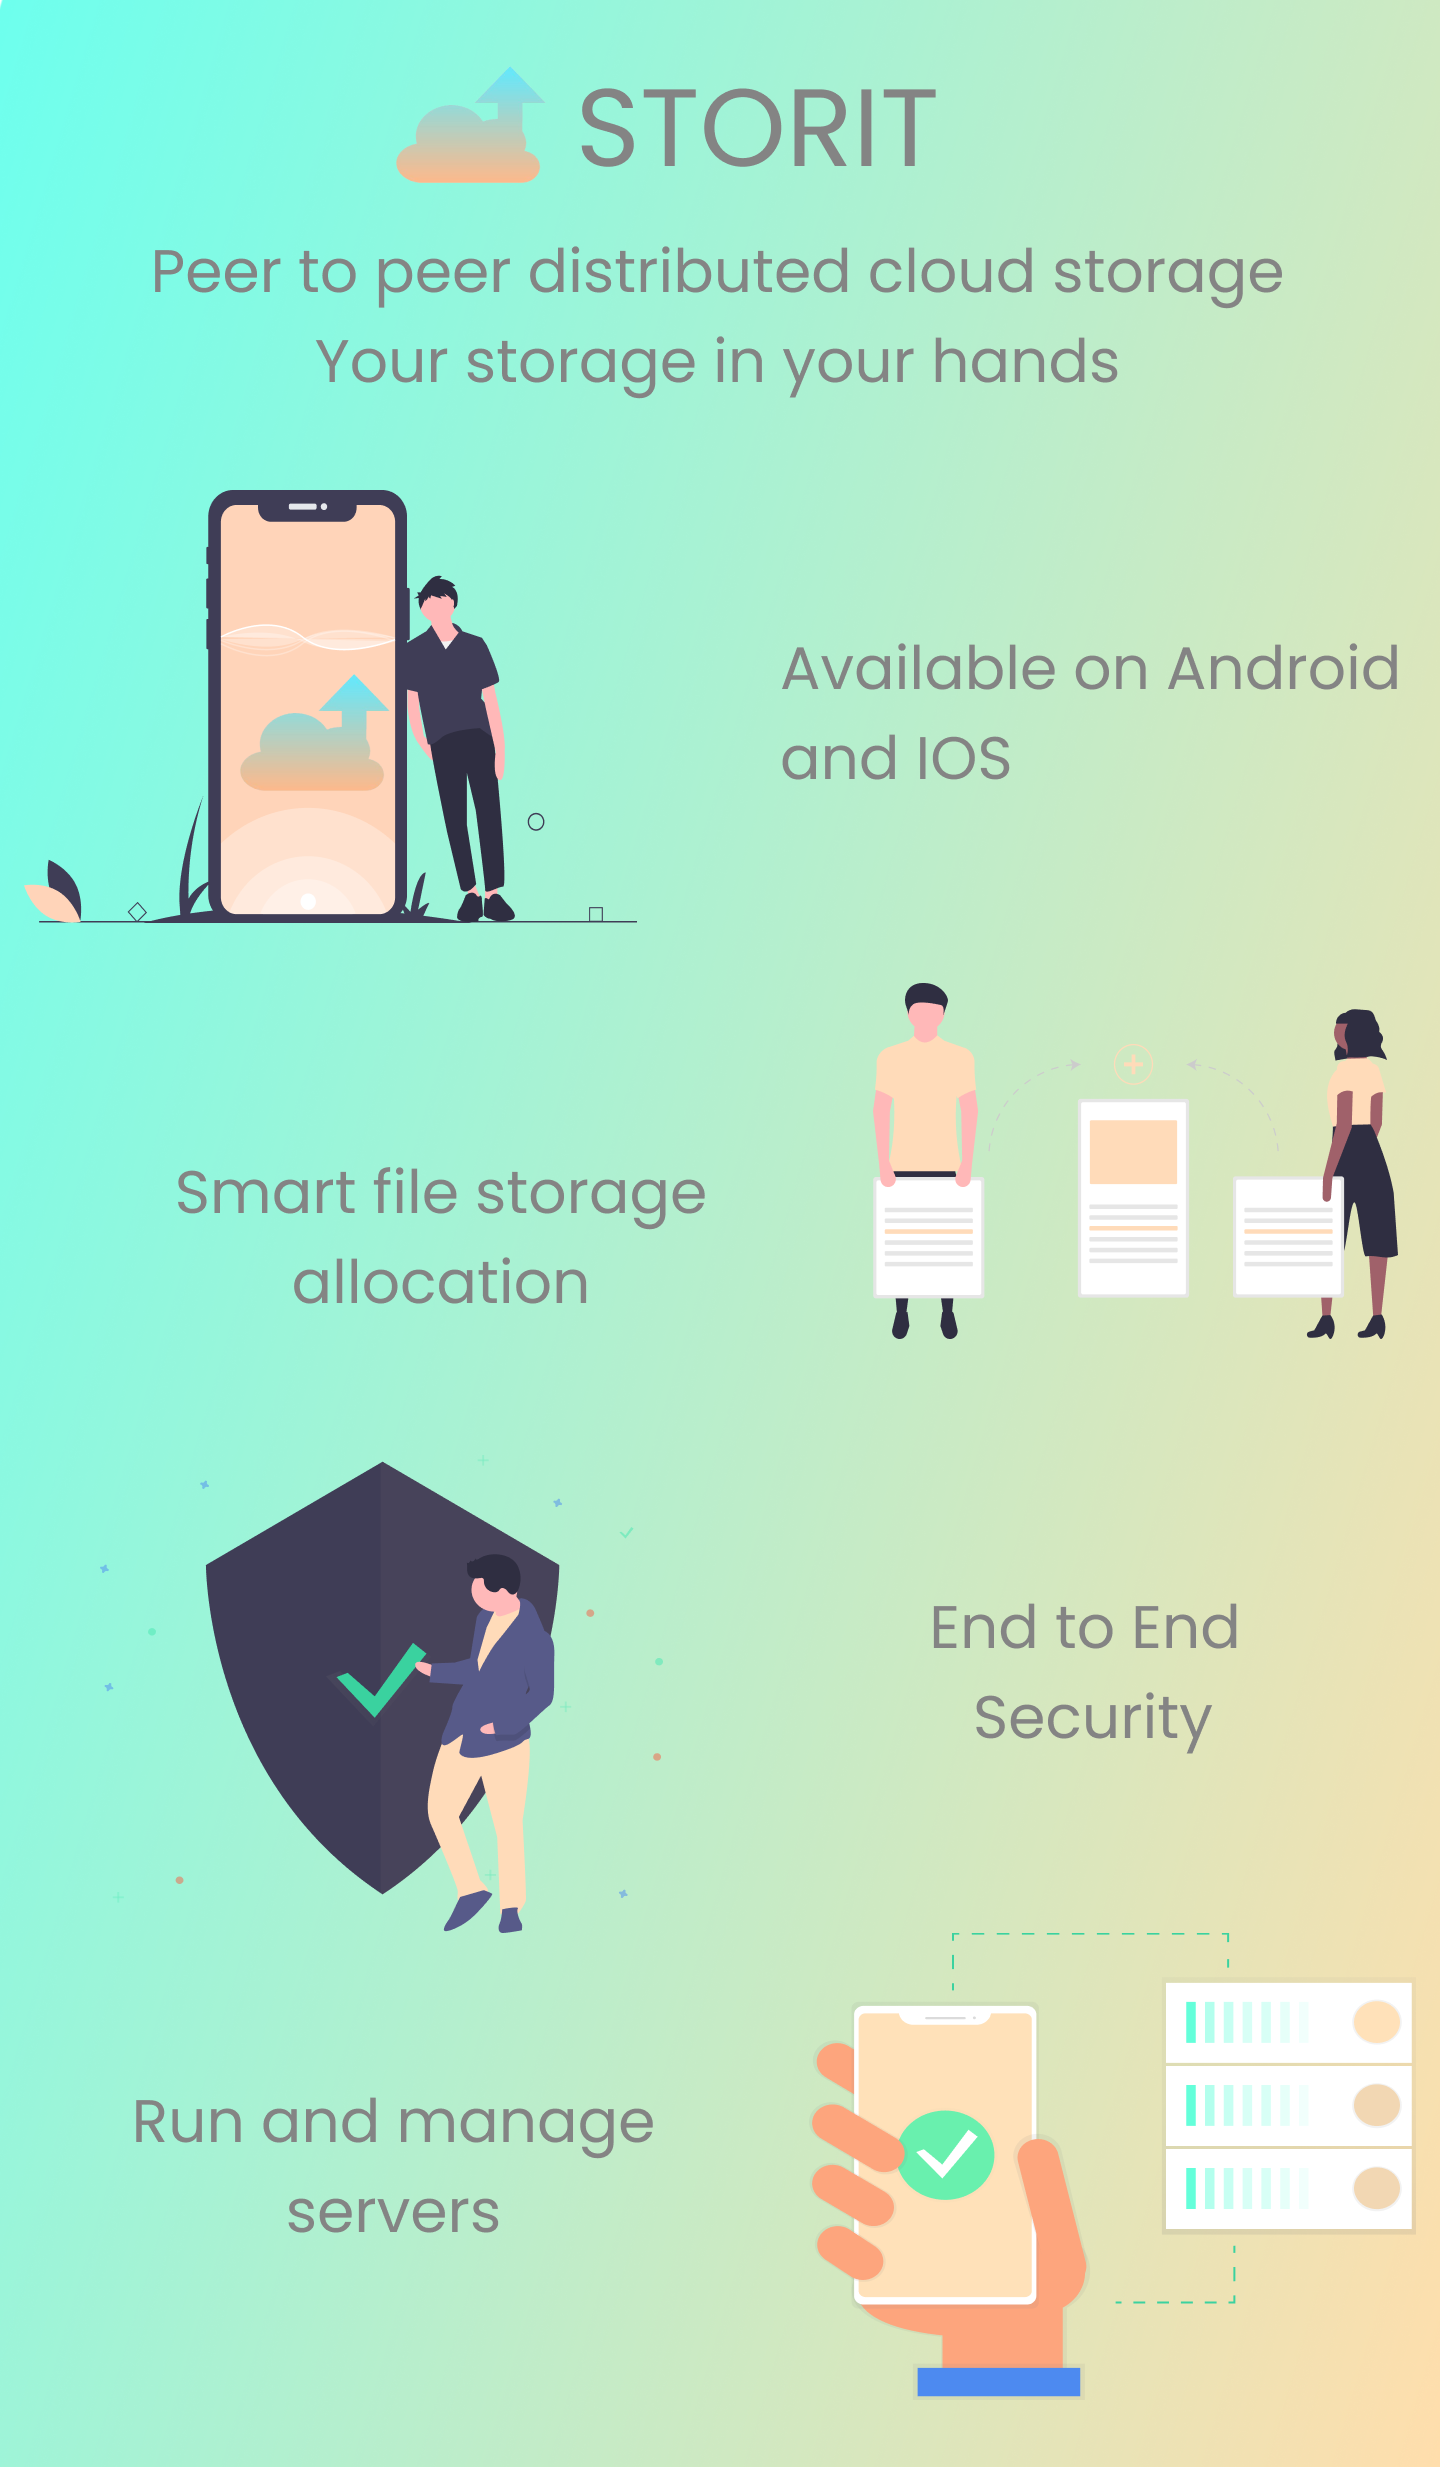 STORIT
Peer to peer distributed cloud storage
Your storage in your hands
Available on Android
and IOS
Smart file storage
allocation
End to End
Security
Run and manage
servers